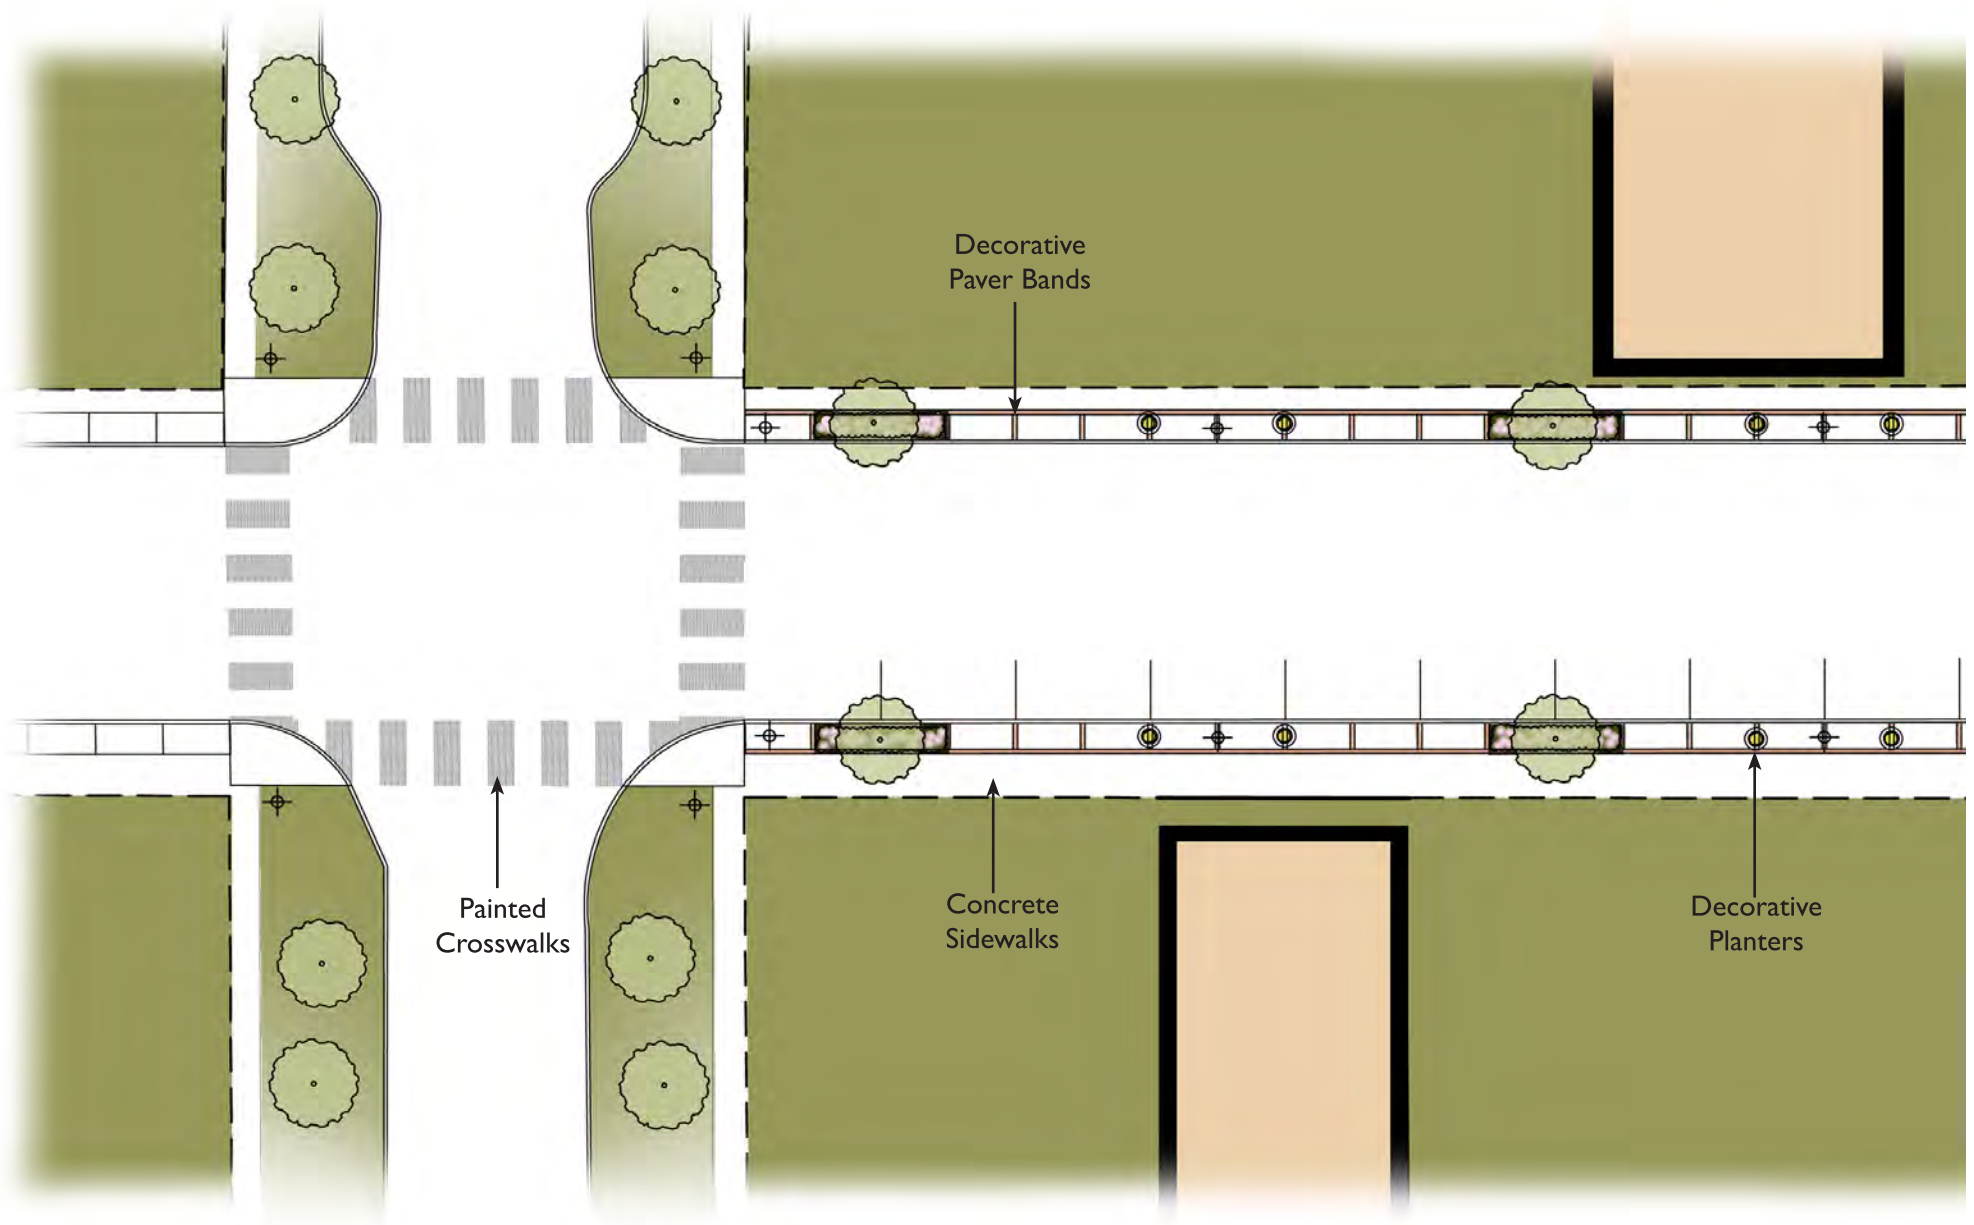 Decorative
Paver Bands
Painted
Crosswalks
Concrete
Sidewalks
Decorative
Planters